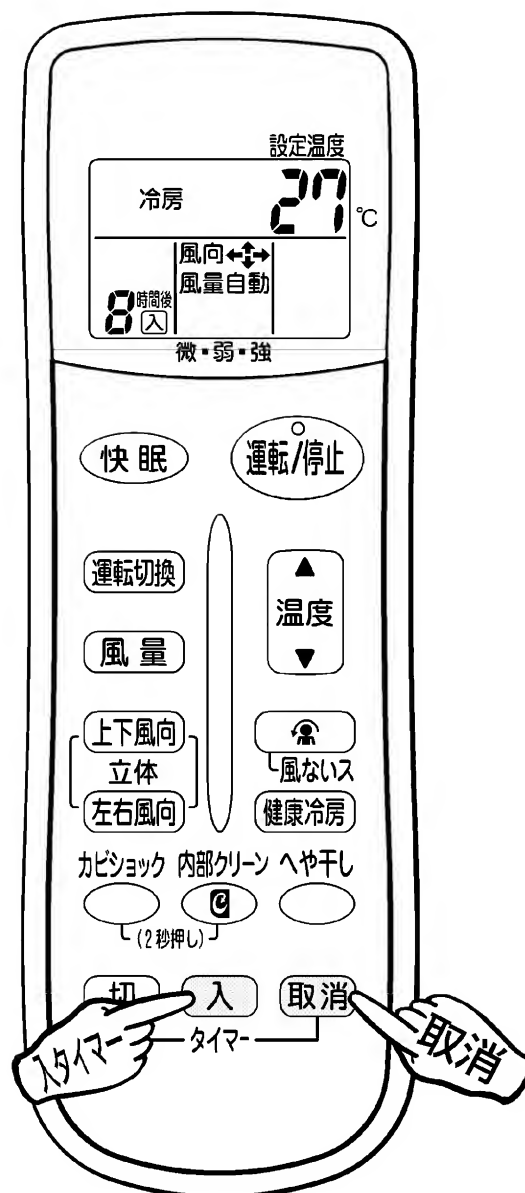 設定温度
冷房 27 ℃
風向
風量自動
8 時間後
入
微・弱・強
快眠 運転/停止
運転切換
▲
温度
▼
風量
上下風向
立体
左右風向
風ないス
健康冷房
カビショック 内部クリーン へや干し
(2秒押し)
切 入 取消
タイマー
入タイマー
取消